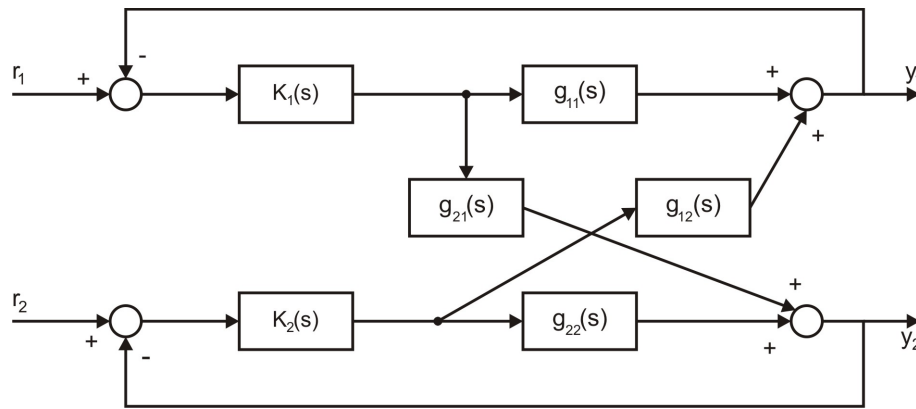 -
r₁ + K₁(s) g₁₁(s) + y
+
g₂₁(s) g₁₂(s)
+
r₂ + K₂(s) g₂₂(s) + y₂
-